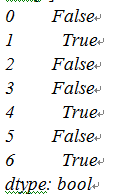 0 False
1 True
2 False
3 False
4 True
5 False
6 True
dtype: bool